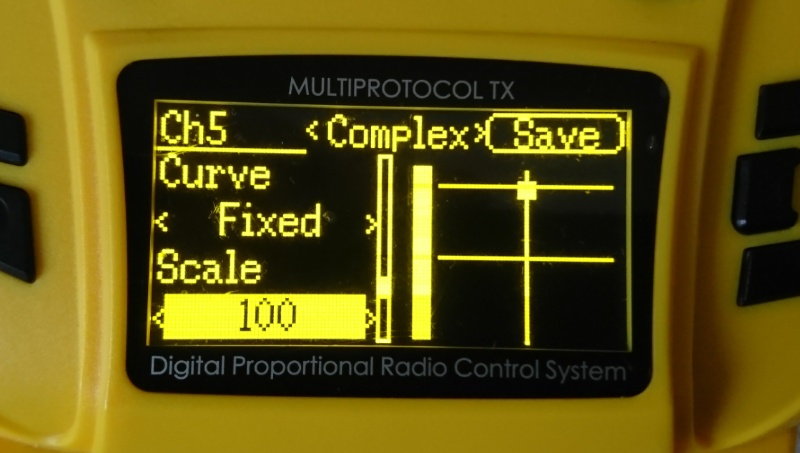 MULTIPROTOCOL TX
Ch5 <Complex> Save
Curve
< Fixed >
Scale
< 100 >
Digital Proportional Radio Control System